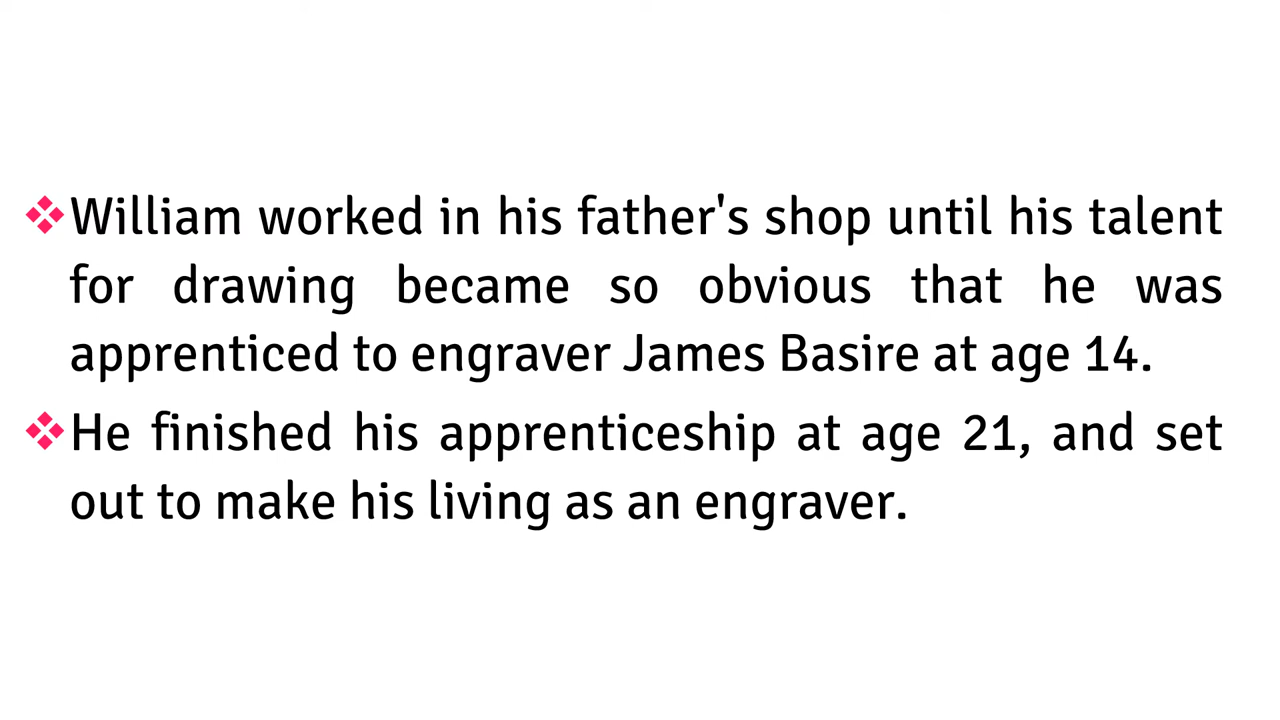 ❖William worked in his father's shop until his talent
for drawing became so obvious that he was
apprenticed to engraver James Basire at age 14.
❖He finished his apprenticeship at age 21, and set
out to make his living as an engraver.